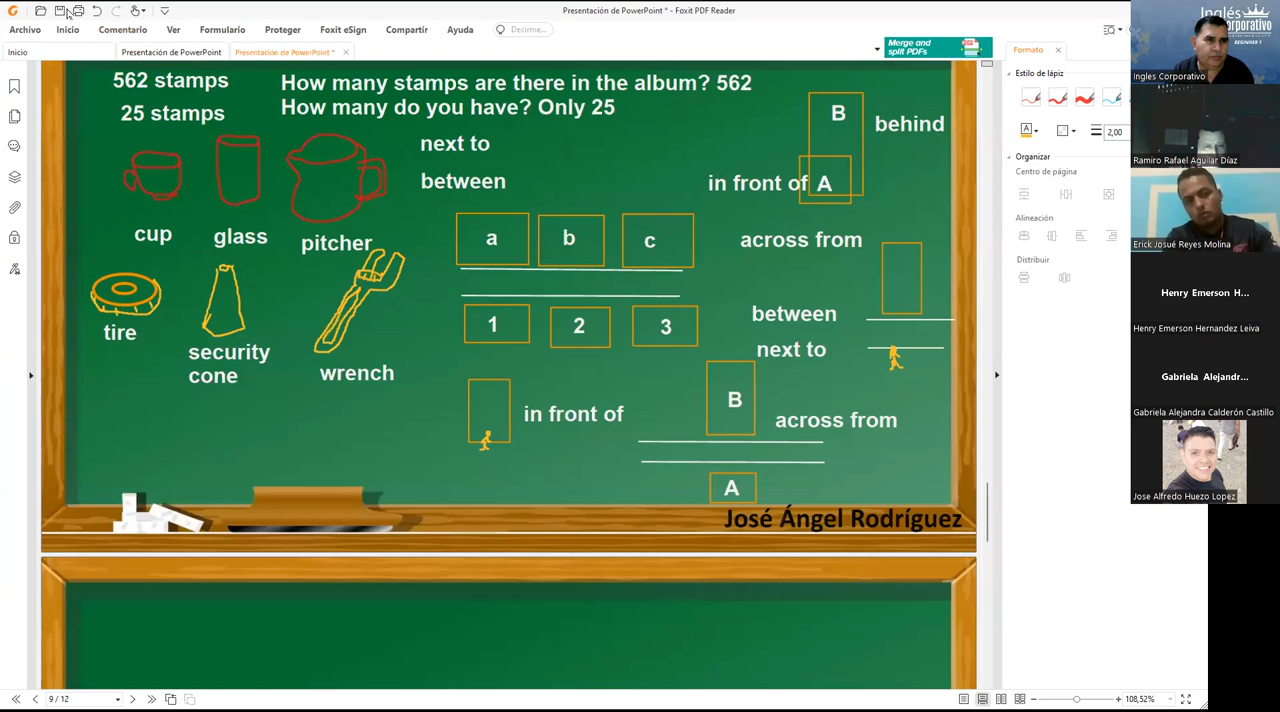 Presentación de PowerPoint * - Foxit PDF Reader
Archivo Inicio Comentario Ver Formulario Proteger Foxit eSign Compartir Ayuda Decirme...
Inicio Presentación de PowerPoint Presentación de PowerPoint * Merge and split PDFs
562 stamps
25 stamps
How many stamps are there in the album? 562
How many do you have? Only 25
next to
between
B
behind
in front of A
cup
glass
pitcher
a b c
across from
tire
security
cone
wrench
1 2 3
between
next to
in front of
B
across from
A
José Ángel Rodríguez
Formato
Estilo de lápiz
2,00
Organizar
Centro de página
Alineación
Distribuir
Inglés
BEGINNER 1
Ingles Corporativo
Ramiro Rafael Aguilar Díaz
Erick Josué Reyes Molina
Henry Emerson H...
Henry Emerson Hernandez Leiva
Gabriela Alejandr...
Gabriela Alejandra Calderón Castillo
Jose Alfredo Huezo Lopez
9 / 12
108,52%